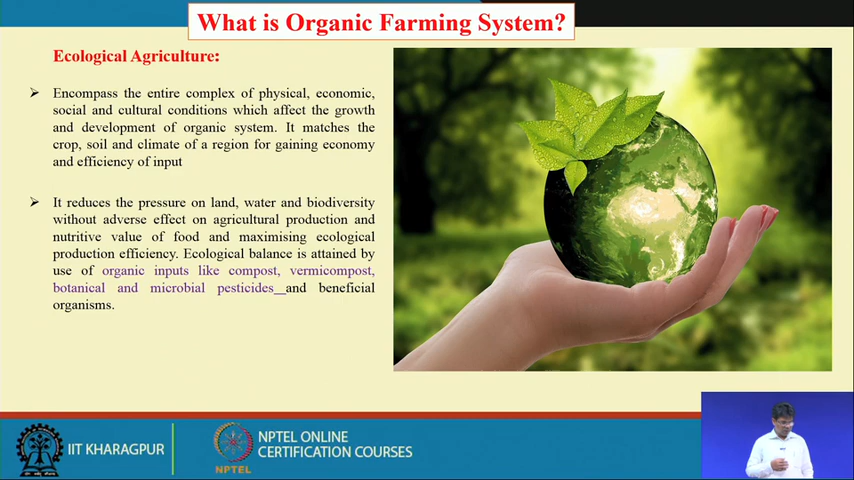 What is Organic Farming System?
Ecological Agriculture:
➢ Encompass the entire complex of physical, economic,
social and cultural conditions which affect the growth
and development of organic system. It matches the
crop, soil and climate of a region for gaining economy
and efficiency of input
➢ It reduces the pressure on land, water and biodiversity
without adverse effect on agricultural production and
nutritive value of food and maximising ecological
production efficiency. Ecological balance is attained by
use of organic inputs like compost, vermicompost,
botanical and microbial pesticides and beneficial
organisms.
IIT KHARAGPUR
NPTEL
NPTEL ONLINE
CERTIFICATION COURSES